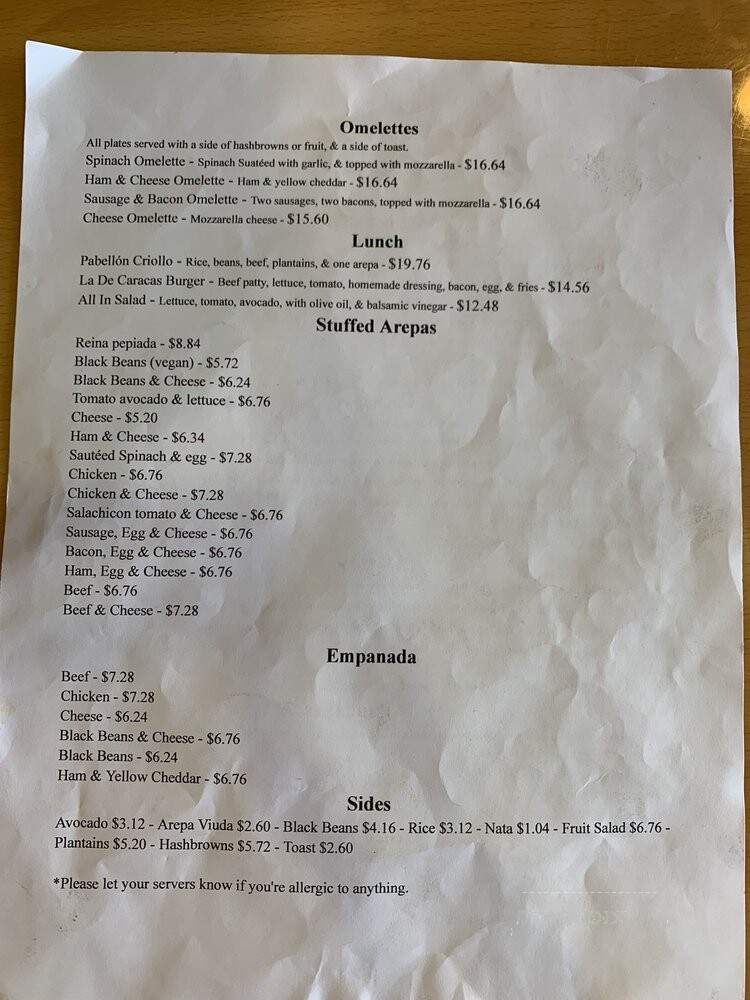 Omelettes
All plates served with a side of hashbrowns or fruit, & a side of toast.
Spinach Omelette - Spinach Suatéed with garlic, & topped with mozzarella - $16.64
Ham & Cheese Omelette - Ham & yellow cheddar - $16.64
Sausage & Bacon Omelette - Two sausages, two bacons, topped with mozzarella - $16.64
Cheese Omelette - Mozzarella cheese - $15.60
Lunch
Pabellón Criollo - Rice, beans, beef, plantains, & one arepa - $19.76
La De Caracas Burger - Beef patty, lettuce, tomato, homemade dressing, bacon, egg, & fries - $14.56
All In Salad - Lettuce, tomato, avocado, with olive oil, & balsamic vinegar - $12.48
Stuffed Arepas
Reina pepiada - $8.84
Black Beans (vegan) - $5.72
Black Beans & Cheese - $6.24
Tomato avocado & lettuce - $6.76
Cheese - $5.20
Ham & Cheese - $6.34
Sautéed Spinach & egg - $7.28
Chicken - $6.76
Chicken & Cheese - $7.28
Salachicon tomato & Cheese - $6.76
Sausage, Egg & Cheese - $6.76
Bacon, Egg & Cheese - $6.76
Ham, Egg & Cheese - $6.76
Beef - $6.76
Beef & Cheese - $7.28
Empanada
Beef - $7.28
Chicken - $7.28
Cheese - $6.24
Black Beans & Cheese - $6.76
Black Beans - $6.24
Ham & Yellow Cheddar - $6.76
Sides
Avocado $3.12 - Arepa Viuda $2.60 - Black Beans $4.16 - Rice $3.12 - Nata $1.04 - Fruit Salad $6.76 -
Plantains $5.20 - Hashbrowns $5.72 - Toast $2.60
*Please let your servers know if you're allergic to anything.